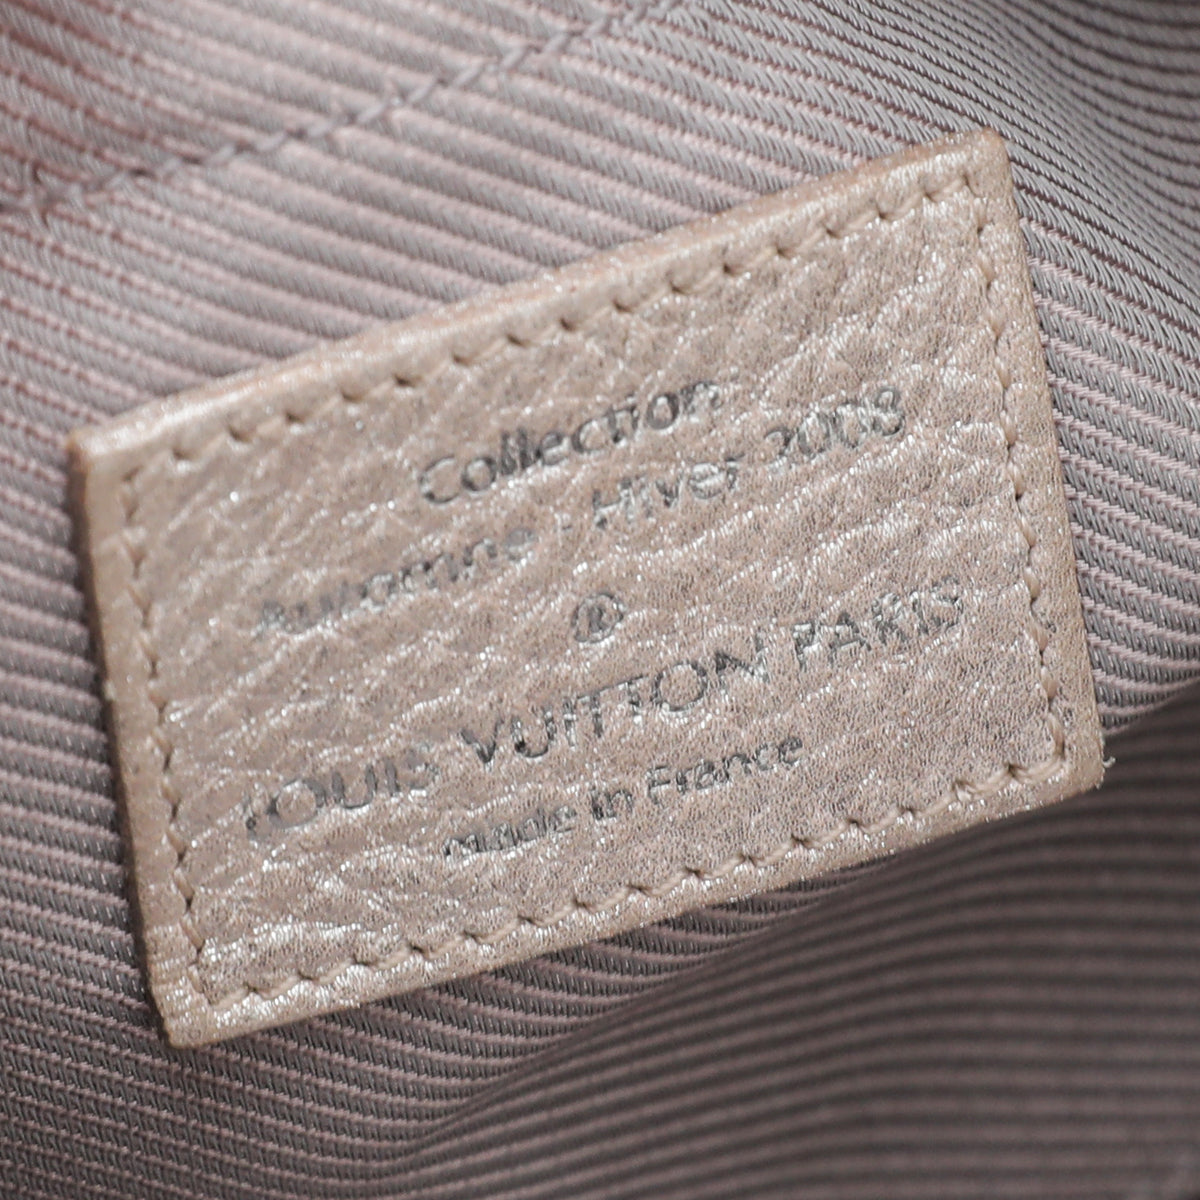 Collection
Automne - Hiver 2008
®
LOUIS VUITTON PARIS
Made in France